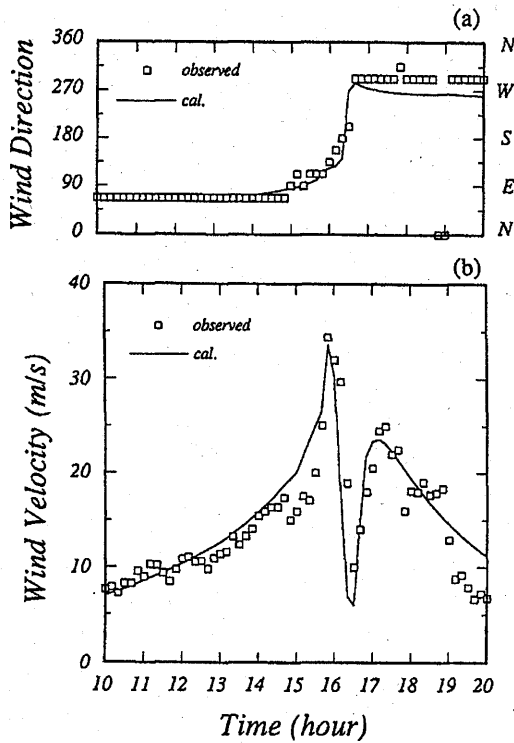 (a)
360
270
180
90
0
Wind Direction
observed
cal.
N
W
S
E
N
(b)
40
30
20
10
0
Wind Velocity (m/s)
observed
cal.
10 11 12 13 14 15 16 17 18 19 20
Time (hour)